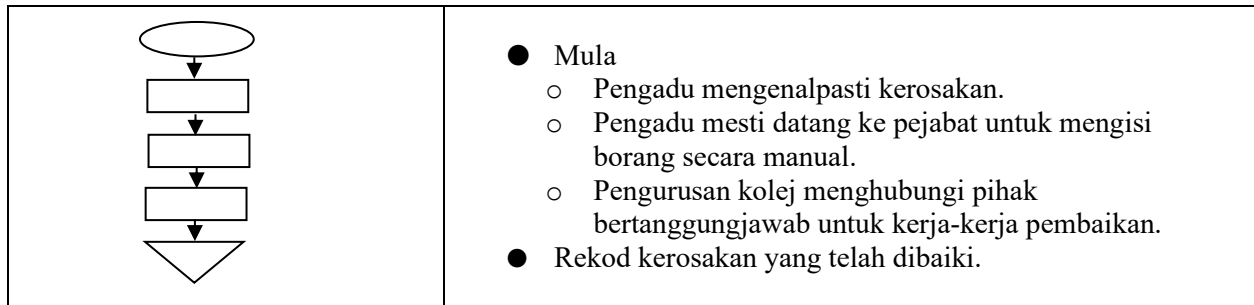 ● Mula
o Pengadu mengenalpasti kerosakan.
o Pengadu mesti datang ke pejabat untuk mengisi
borang secara manual.
o Pengurusan kolej menghubungi pihak
bertanggungjawab untuk kerja-kerja pembaikan.
● Rekod kerosakan yang telah dibaiki.